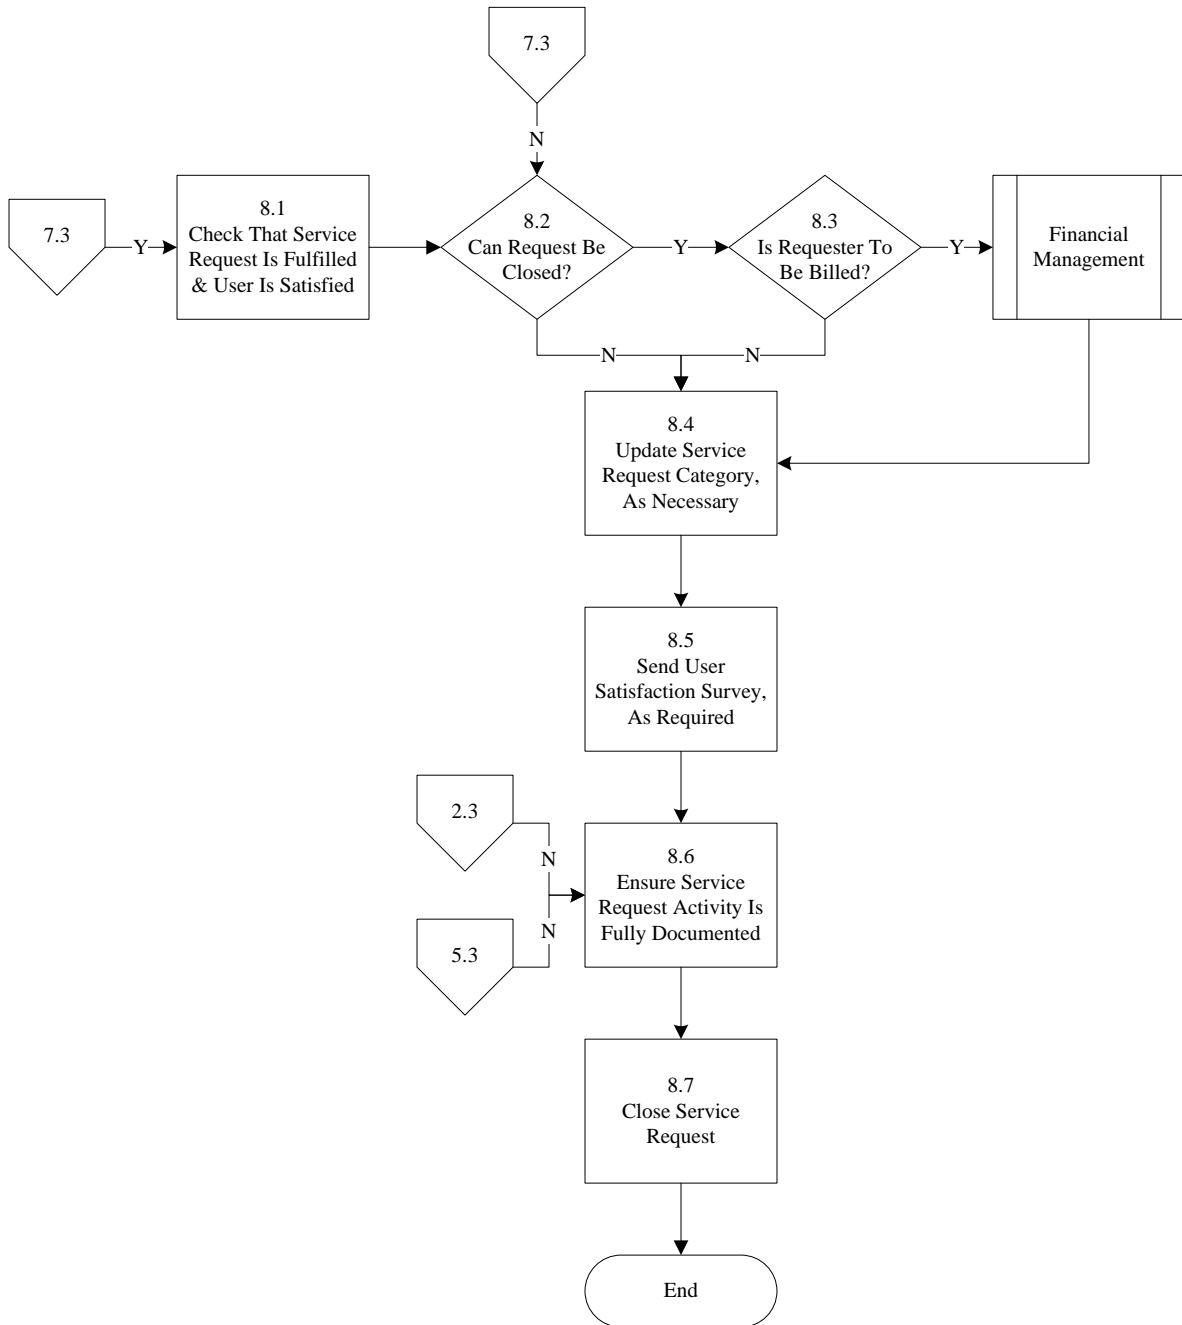 7.3
N
7.3
Y
8.1
Check That Service
Request Is Fulfilled
& User Is Satisfied
8.2
Can Request Be
Closed?
Y
8.3
Is Requester To
Be Billed?
Y
Financial
Management
N
N
8.4
Update Service
Request Category,
As Necessary
8.5
Send User
Satisfaction Survey,
As Required
2.3
N
5.3
N
8.6
Ensure Service
Request Activity Is
Fully Documented
8.7
Close Service
Request
End